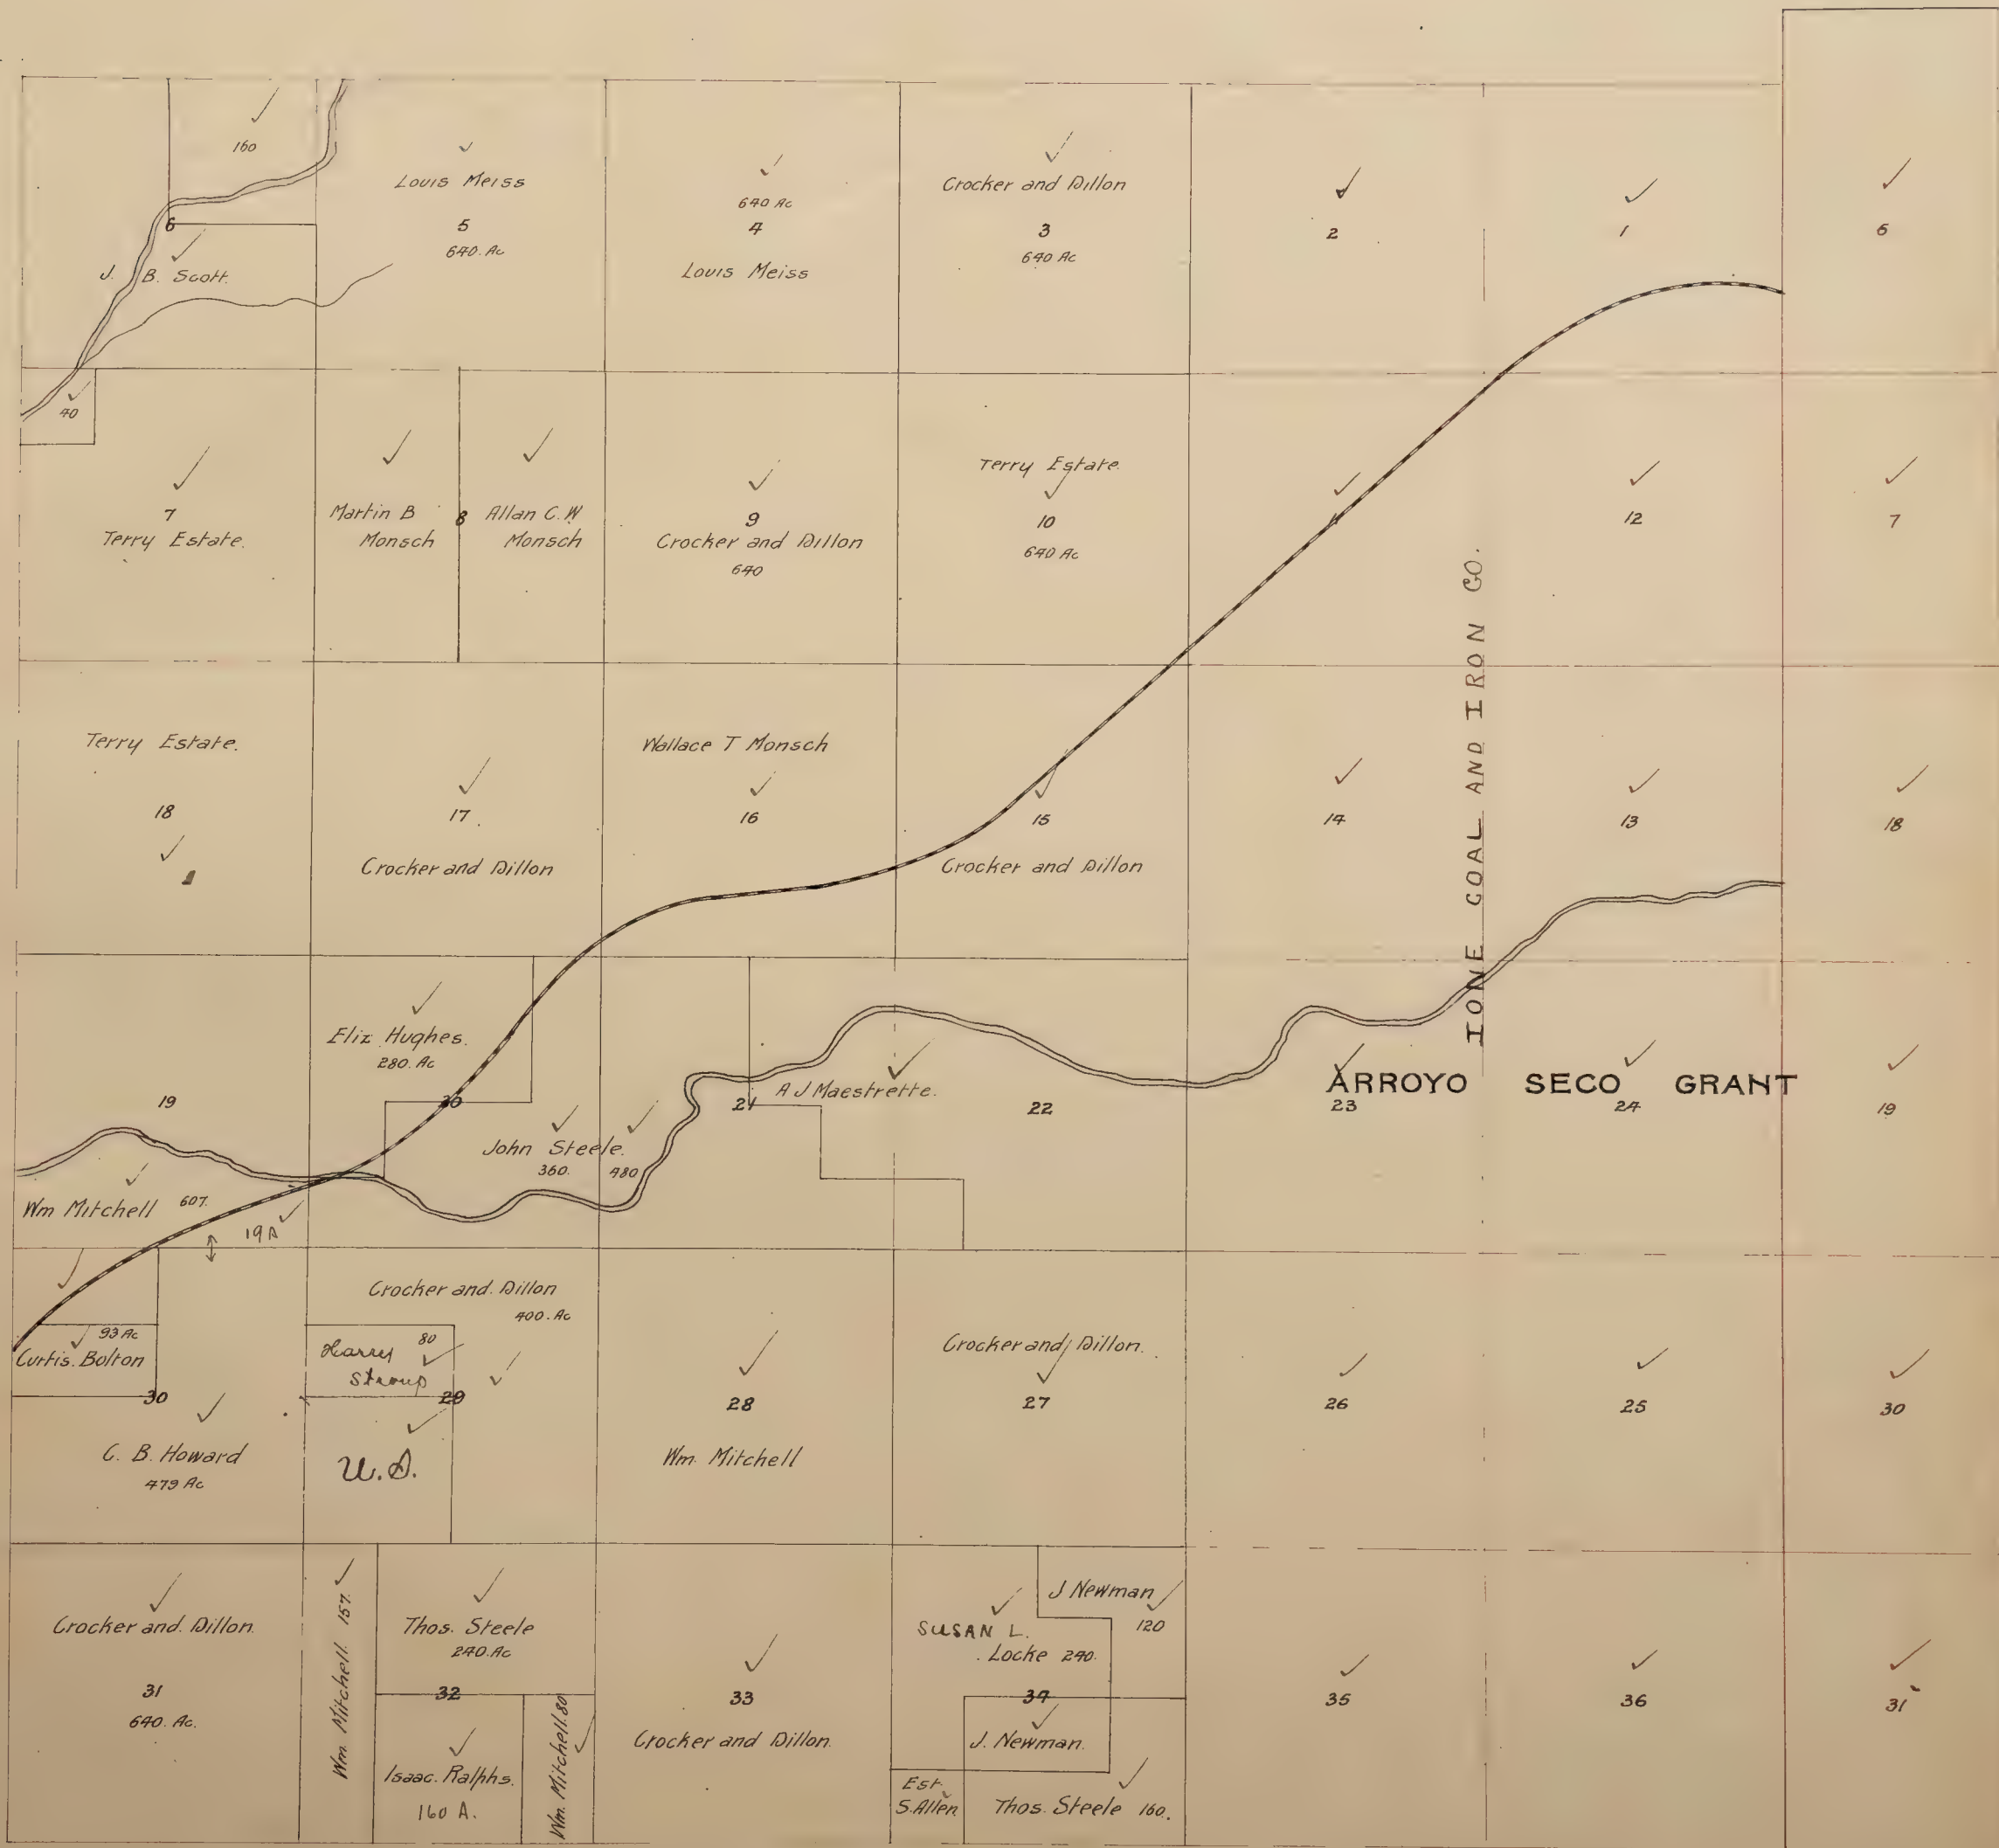 160
Louis Meiss
5
640. Ac
640 Ac
4
Louis Meiss
Crocker and Dillon
3
640 Ac
2
1
6
6
J. B. Scott.
40
7
Terry Estate.
Martin B
Monsch
8
Allan C. W
Monsch
9
Crocker and Dillon
640
Terry Estate.
10
640 Ac
11
12
7
Terry Estate.
18
17.
Crocker and Dillon
Wallace T Monsch
16
15
Crocker and Dillon
14
13
18
IONE COAL AND IRON CO.
19
Eliz. Hughes.
280. Ac
20
John Steele.
360.
480
21
A J Maestrette.
22
ARROYO SECO GRANT
23
24
19
Wm Mitchell 607.
19A
93 Ac
Curtis. Bolton
30
C. B. Howard
479 Ac
Crocker and. Dillon
400. Ac
Harry 80
Stroup
29
U.S.
28
Wm. Mitchell
Crocker and Dillon.
27
26
25
30
Crocker and. Dillon.
31
640. Ac.
Wm. Mitchell. 157.
Thos. Steele
240. Ac
32
Isaac. Ralphs.
160 A.
Wm. Mitchell. 80
33
Crocker and Dillon.
SUSAN L.
Locke 240.
J Newman
120
34
J. Newman.
Est.
S. Allen
Thos. Steele 160.
35
36
31